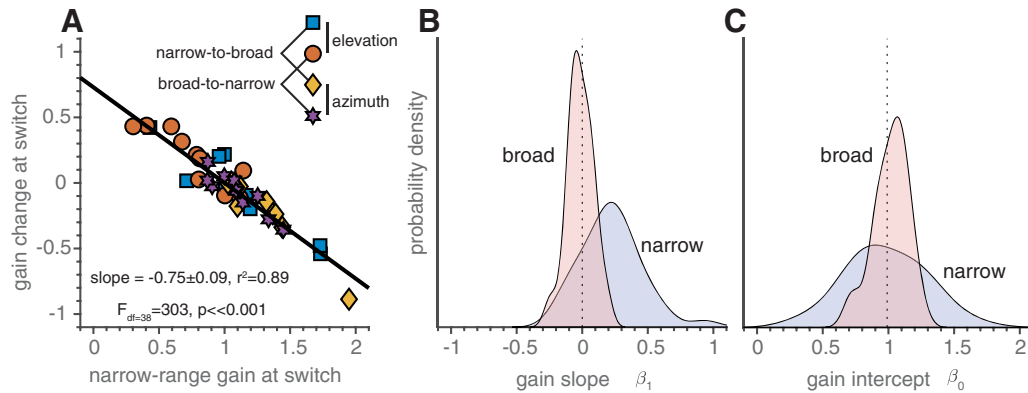 A
B
C
narrow-to-broad
broad-to-narrow
elevation
azimuth
gain change at switch
1
0.5
0
-0.5
-1
slope = -0.75±0.09, r²=0.89
F df=38=303, p<<0.001
0 0.5 1 1.5 2
narrow-range gain at switch
probability density
broad
narrow
-1 -0.5 0 0.5 1
gain slope β1
broad
narrow
0 0.5 1 1.5 2
gain intercept β0